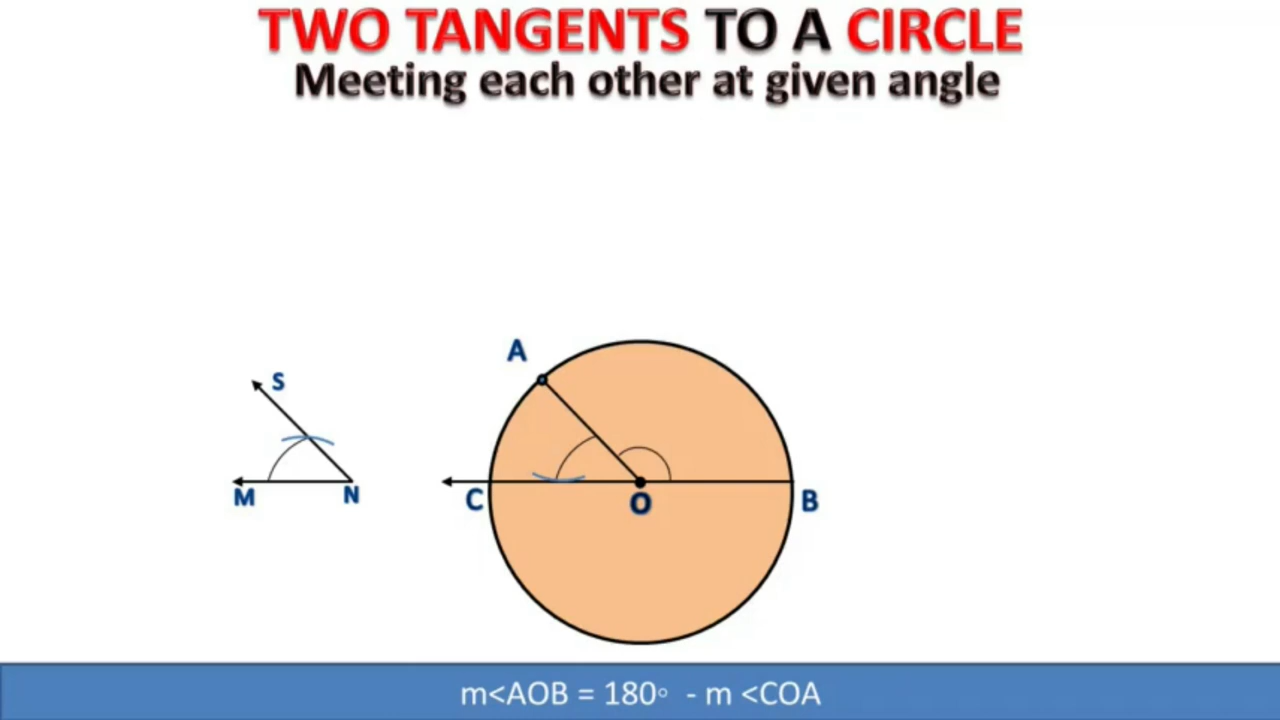 TWO TANGENTS TO A CIRCLE
Meeting each other at given angle
A
S
M
N
C
O
B
m<AOB = 180◦ - m <COA